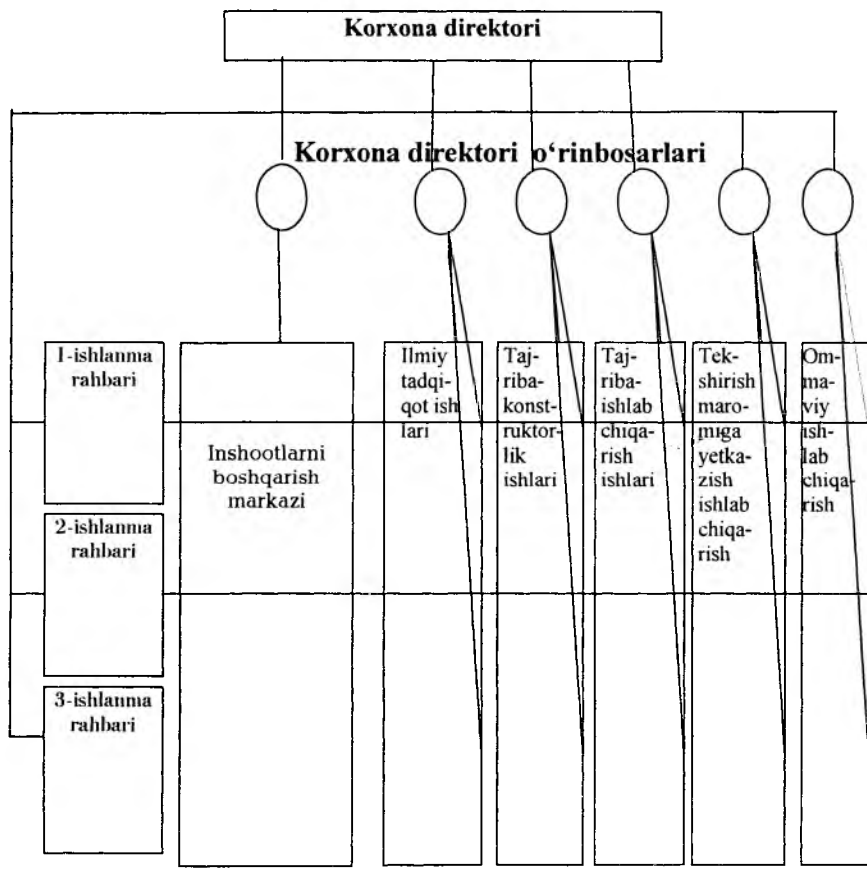 Korxona direktori
Korxona direktori o‘rinbosarlari
1-ishlanma
rahbari
2-ishlanma
rahbari
3-ishlanma
rahbari
Inshootlarni
boshqarish
markazi
Ilmiy
tadqi-
qot ish
lari
Taj-
riba-
konst-
ruktor-
lik
ishlari
Taj-
riba-
ishlab
chiqa-
rish
ishlari
Tek-
shirish
maro-
miga
yetka-
zish
ishlab
chiqa-
rish
Om-
ma-
viy
ish-
lab
chiqa-
rish